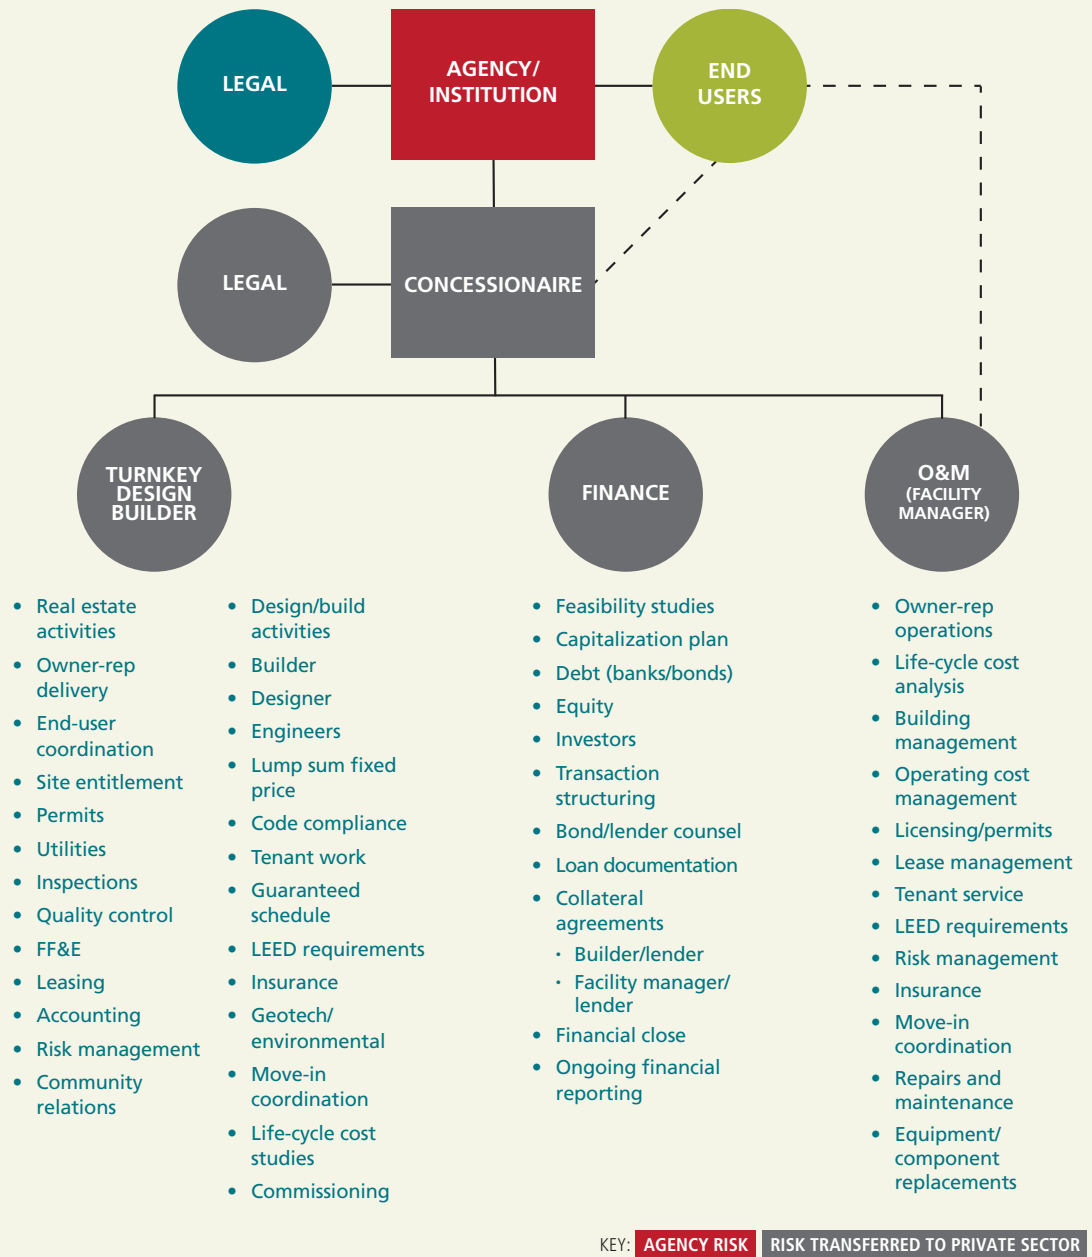 LEGAL
AGENCY/
INSTITUTION
END
USERS
LEGAL
CONCESSIONAIRE
TURNKEY
DESIGN
BUILDER
FINANCE
O&M
(FACILITY
MANAGER)
• Real estate
activities
• Owner-rep
delivery
• End-user
coordination
• Site entitlement
• Permits
• Utilities
• Inspections
• Quality control
• FF&E
• Leasing
• Accounting
• Risk management
• Community
relations
• Design/build
activities
• Builder
• Designer
• Engineers
• Lump sum fixed
price
• Code compliance
• Tenant work
• Guaranteed
schedule
• LEED requirements
• Insurance
• Geotech/
environmental
• Move-in
coordination
• Life-cycle cost
studies
• Commissioning
• Feasibility studies
• Capitalization plan
• Debt (banks/bonds)
• Equity
• Investors
• Transaction
structuring
• Bond/lender counsel
• Loan documentation
• Collateral
agreements
· Builder/lender
· Facility manager/
lender
• Financial close
• Ongoing financial
reporting
• Owner-rep
operations
• Life-cycle cost
analysis
• Building
management
• Operating cost
management
• Licensing/permits
• Lease management
• Tenant service
• LEED requirements
• Risk management
• Insurance
• Move-in
coordination
• Repairs and
maintenance
• Equipment/
component
replacements
KEY: AGENCY RISK RISK TRANSFERRED TO PRIVATE SECTOR